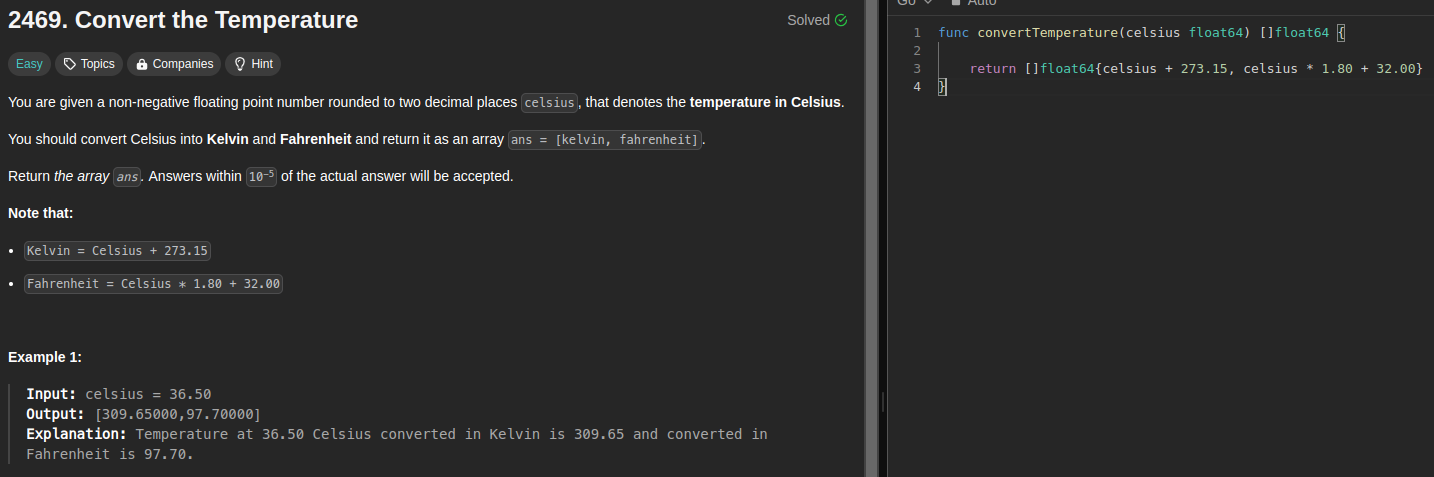 2469. Convert the Temperature
Solved
Easy Topics Companies Hint
You are given a non-negative floating point number rounded to two decimal places celsius, that denotes the temperature in Celsius.
You should convert Celsius into Kelvin and Fahrenheit and return it as an array ans = [kelvin, fahrenheit].
Return the array ans. Answers within 10⁻⁵ of the actual answer will be accepted.
Note that:
• Kelvin = Celsius + 273.15
• Fahrenheit = Celsius * 1.80 + 32.00
Example 1:
Input: celsius = 36.50
Output: [309.65000,97.70000]
Explanation: Temperature at 36.50 Celsius converted in Kelvin is 309.65 and converted in
Fahrenheit is 97.70.
Go Auto
1 func convertTemperature(celsius float64) []float64 {
2
3 return []float64{celsius + 273.15, celsius * 1.80 + 32.00}
4 }